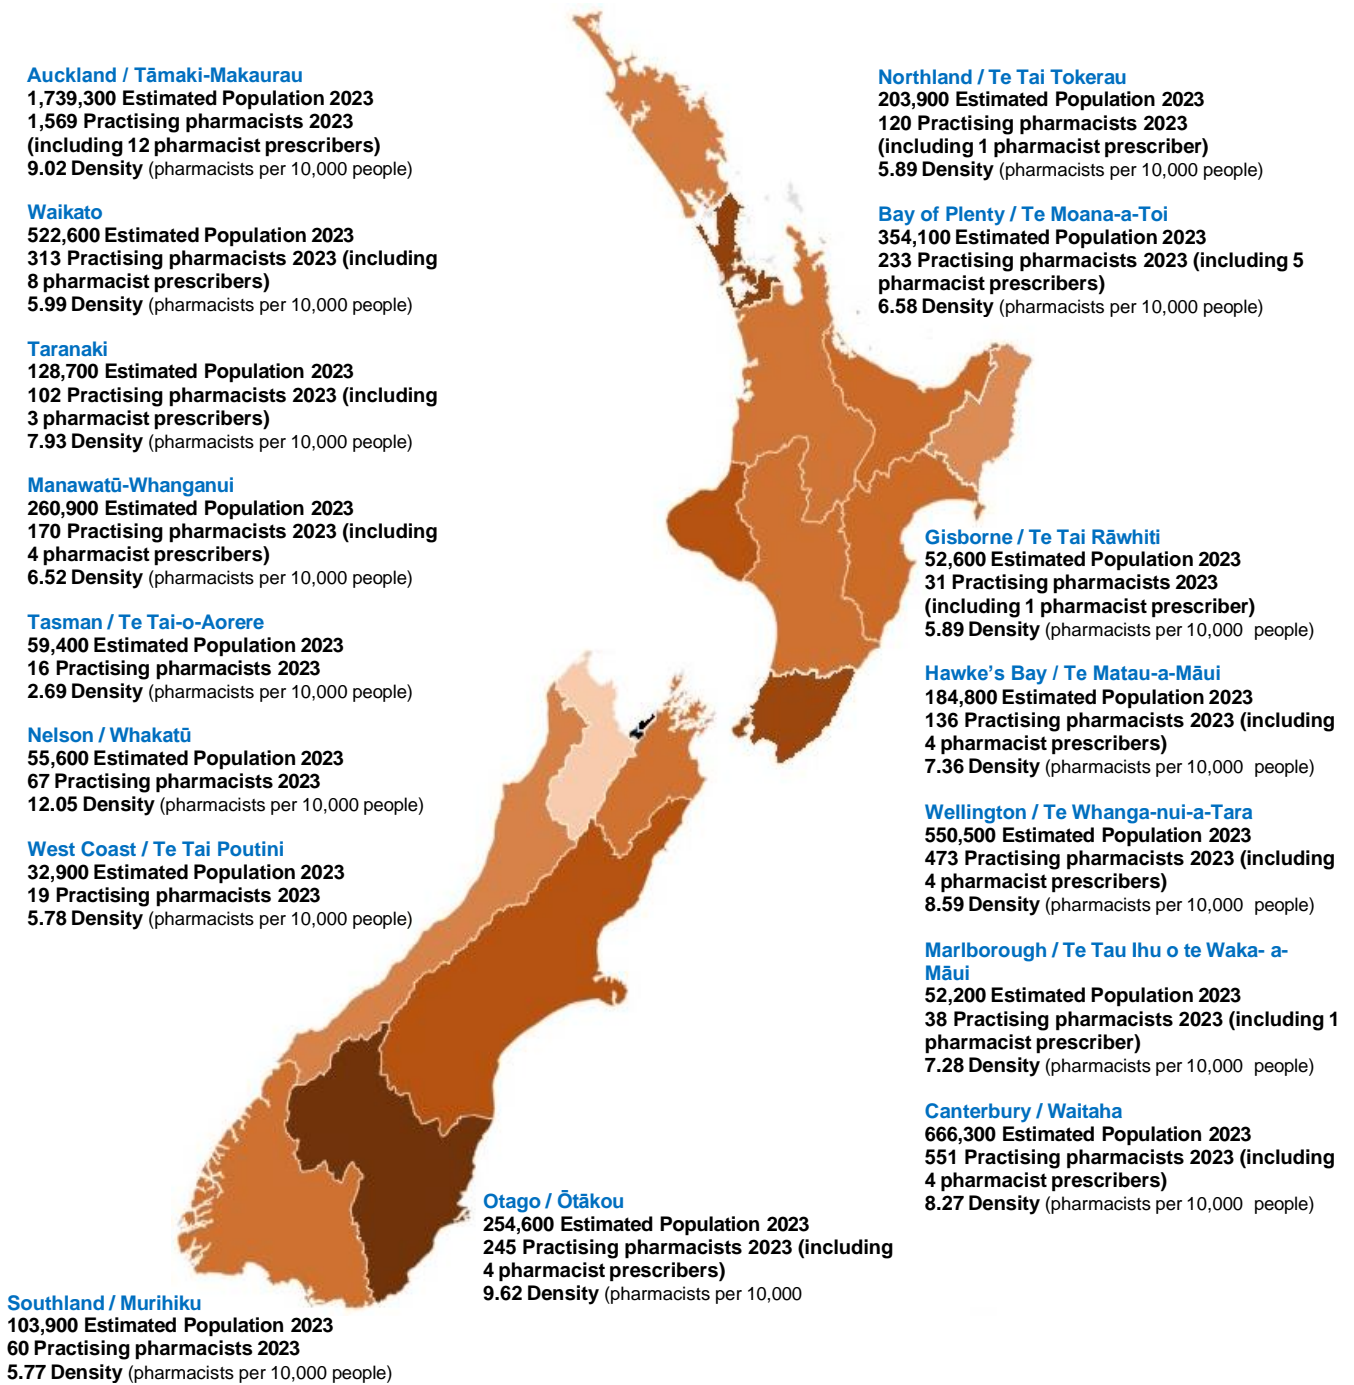 Auckland / Tāmaki-Makaurau
1,739,300 Estimated Population 2023
1,569 Practising pharmacists 2023
(including 12 pharmacist prescribers)
9.02 Density (pharmacists per 10,000 people)
Waikato
522,600 Estimated Population 2023
313 Practising pharmacists 2023 (including
8 pharmacist prescribers)
5.99 Density (pharmacists per 10,000 people)
Taranaki
128,700 Estimated Population 2023
102 Practising pharmacists 2023 (including
3 pharmacist prescribers)
7.93 Density (pharmacists per 10,000 people)
Manawatū-Whanganui
260,900 Estimated Population 2023
170 Practising pharmacists 2023 (including
4 pharmacist prescribers)
6.52 Density (pharmacists per 10,000 people)
Tasman / Te Tai-o-Aorere
59,400 Estimated Population 2023
16 Practising pharmacists 2023
2.69 Density (pharmacists per 10,000 people)
Nelson / Whakatū
55,600 Estimated Population 2023
67 Practising pharmacists 2023
12.05 Density (pharmacists per 10,000 people)
West Coast / Te Tai Poutini
32,900 Estimated Population 2023
19 Practising pharmacists 2023
5.78 Density (pharmacists per 10,000 people)
Northland / Te Tai Tokerau
203,900 Estimated Population 2023
120 Practising pharmacists 2023
(including 1 pharmacist prescriber)
5.89 Density (pharmacists per 10,000 people)
Bay of Plenty / Te Moana-a-Toi
354,100 Estimated Population 2023
233 Practising pharmacists 2023 (including 5
pharmacist prescribers)
6.58 Density (pharmacists per 10,000 people)
Gisborne / Te Tai Rāwhiti
52,600 Estimated Population 2023
31 Practising pharmacists 2023
(including 1 pharmacist prescriber)
5.89 Density (pharmacists per 10,000 people)
Hawke's Bay / Te Matau-a-Māui
184,800 Estimated Population 2023
136 Practising pharmacists 2023 (including
4 pharmacist prescribers)
7.36 Density (pharmacists per 10,000 people)
Wellington / Te Whanga-nui-a-Tara
550,500 Estimated Population 2023
473 Practising pharmacists 2023 (including
4 pharmacist prescribers)
8.59 Density (pharmacists per 10,000 people)
Marlborough / Te Tau Ihu o te Waka- a-
Māui
52,200 Estimated Population 2023
38 Practising pharmacists 2023 (including 1
pharmacist prescriber)
7.28 Density (pharmacists per 10,000 people)
Canterbury / Waitaha
666,300 Estimated Population 2023
551 Practising pharmacists 2023 (including
4 pharmacist prescribers)
8.27 Density (pharmacists per 10,000 people)
Otago / Ōtākou
254,600 Estimated Population 2023
245 Practising pharmacists 2023 (including
4 pharmacist prescribers)
9.62 Density (pharmacists per 10,000
Southland / Murihiku
103,900 Estimated Population 2023
60 Practising pharmacists 2023
5.77 Density (pharmacists per 10,000 people)